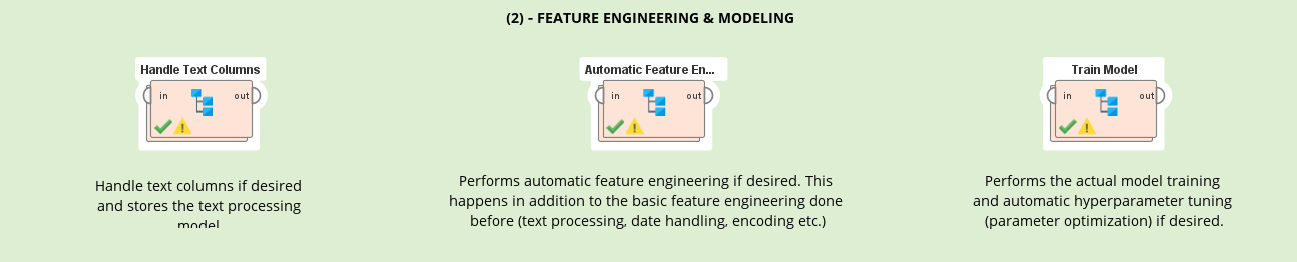 (2) - FEATURE ENGINEERING & MODELING
Handle Text Columns
in
out
Handle text columns if desired
and stores the text processing
model
Automatic Feature En...
in
out
Performs automatic feature engineering if desired. This
happens in addition to the basic feature engineering done
before (text processing, date handling, encoding etc.)
Train Model
in
out
Performs the actual model training
and automatic hyperparameter tuning
(parameter optimization) if desired.